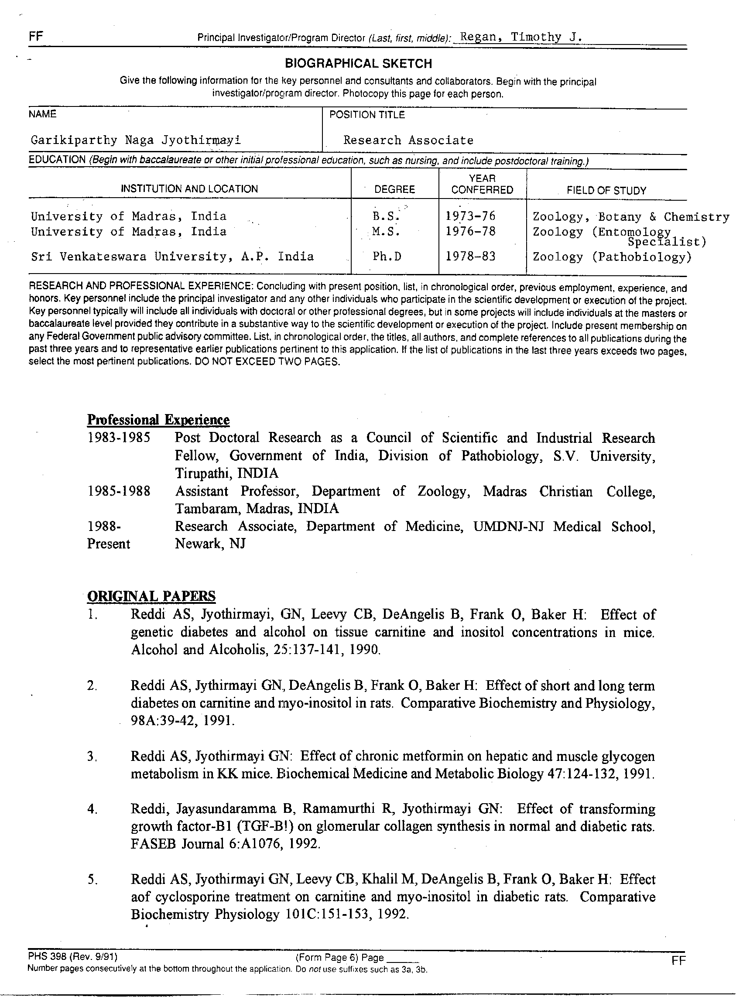 FF
Principal Investigator/Program Director (Last, first, middle): Regan, Timothy J.
BIOGRAPHICAL SKETCH
Give the following information for the key personnel and consultants and collaborators. Begin with the principal
investigator/program director. Photocopy this page for each person.
NAME
POSITION TITLE
Garikiparthy Naga Jyothirmayi
Research Associate
EDUCATION (Begin with baccalaureate or other initial professional education, such as nursing, and include postdoctoral training.)
INSTITUTION AND LOCATION
DEGREE
YEAR
CONFERRED
FIELD OF STUDY
University of Madras, India B.S. 1973-76 Zoology, Botany & Chemistry
University of Madras, India M.S. 1976-78 Zoology (Entomology
Specialist)
Sri Venkateswara University, A.P. India Ph.D 1978-83 Zoology (Pathobiology)
RESEARCH AND PROFESSIONAL EXPERIENCE: Concluding with present position, list, in chronological order, previous employment, experience, and
honors. Key personnel include the principal investigator and any other individuals who participate in the scientific development or execution of the project.
Key personnel typically will include all individuals with doctoral or other professional degrees, but in some projects will include individuals at the masters or
baccalaureate level provided they contribute in a substantive way to the scientific development or execution of the project. Include present membership on
any Federal Government public advisory committee. List, in chronological order, the titles, all authors, and complete references to all publications during the
past three years and to representative earlier publications pertinent to this application. If the list of publications in the last three years exceeds two pages,
select the most pertinent publications. DO NOT EXCEED TWO PAGES.
Professional Experience
1983-1985 Post Doctoral Research as a Council of Scientific and Industrial Research
Fellow, Government of India, Division of Pathobiology, S.V. University,
Tirupathi, INDIA
1985-1988 Assistant Professor, Department of Zoology, Madras Christian College,
Tambaram, Madras, INDIA
1988- Research Associate, Department of Medicine, UMDNJ-NJ Medical School,
Present Newark, NJ
ORIGINAL PAPERS
1. Reddi AS, Jyothirmayi, GN, Leevy CB, DeAngelis B, Frank O, Baker H: Effect of
genetic diabetes and alcohol on tissue carnitine and inositol concentrations in mice.
Alcohol and Alcoholis, 25:137-141, 1990.
2. Reddi AS, Jythirmayi GN, DeAngelis B, Frank O, Baker H: Effect of short and long term
diabetes on carnitine and myo-inositol in rats. Comparative Biochemistry and Physiology,
98A:39-42, 1991.
3. Reddi AS, Jyothirmayi GN: Effect of chronic metformin on hepatic and muscle glycogen
metabolism in KK mice. Biochemical Medicine and Metabolic Biology 47:124-132, 1991.
4. Reddi, Jayasundaramma B, Ramamurthi R, Jyothirmayi GN: Effect of transforming
growth factor-B1 (TGF-B!) on glomerular collagen synthesis in normal and diabetic rats.
FASEB Journal 6:A1076, 1992.
5. Reddi AS, Jyothirmayi GN, Leevy CB, Khalil M, DeAngelis B, Frank O, Baker H: Effect
aof cyclosporine treatment on carnitine and myo-inositol in diabetic rats. Comparative
Biochemistry Physiology 101C:151-153, 1992.
PHS 398 (Rev. 9/91) (Form Page 6) Page
FF
Number pages consecutively at the bottom throughout the application. Do not use suffixes such as 3a, 3b.